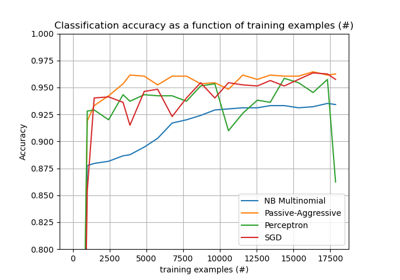 Classification accuracy as a function of training examples (#)
1.000
0.975
0.950
0.925
0.900
0.875
0.850
0.825
0.800
Accuracy
NB Multinomial
Passive-Aggressive
Perceptron
SGD
0 2500 5000 7500 10000 12500 15000 17500
training examples (#)